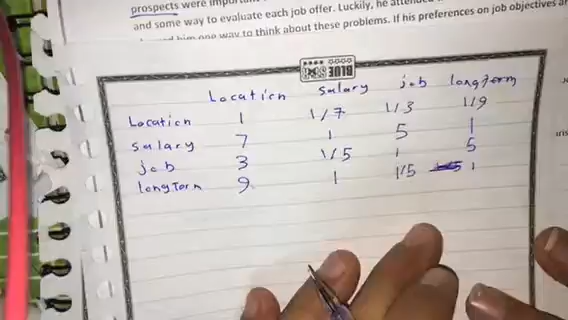 prospects were important
and some way to evaluate each job offer. Luckily, he attended
him one way to think about these problems. If his preferences on job objectives
BLUE SKY
Location salary job longterm
Location 1 1/7 1/3 1/9
salary 7 1 5 1
job 3 1/5 1 5
longTerm 9 1 1/5 1